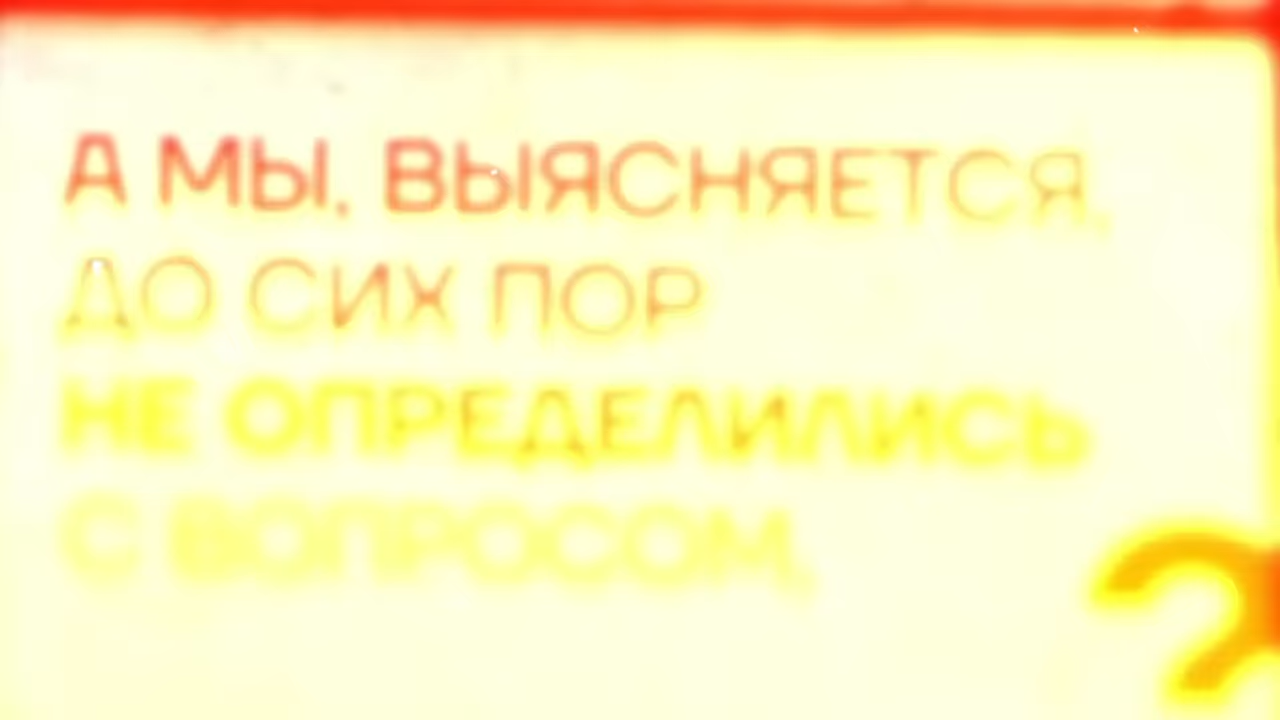 А МЫ, ВЫЯСНЯЕТСЯ,
ДО СИХ ПОР
НЕ ОПРЕДЕЛИЛИСЬ
С ВОПРОСОМ,
?